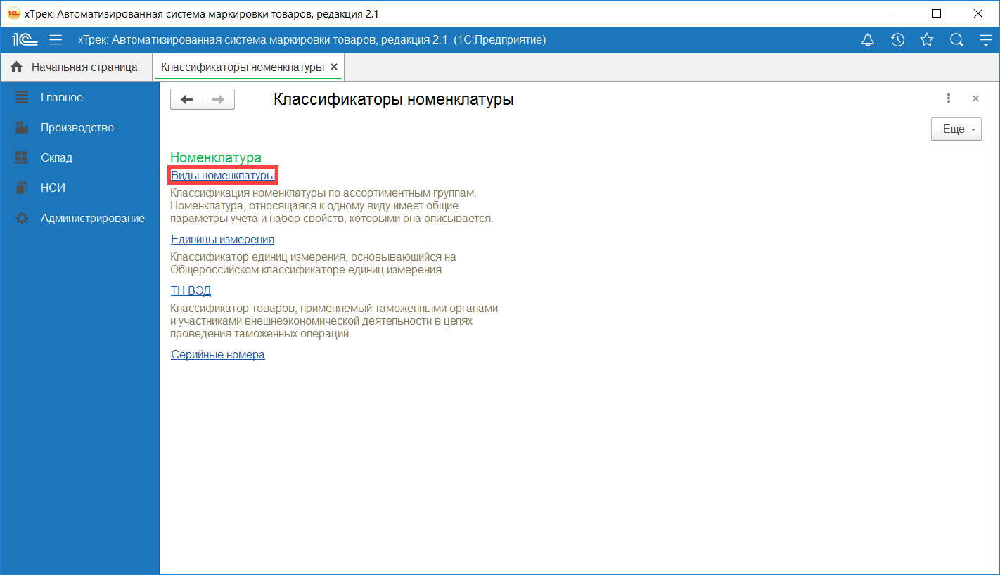 хТрек: Автоматизированная система маркировки товаров, редакция 2.1
1С хТрек: Автоматизированная система маркировки товаров, редакция 2.1 (1С:Предприятие)
Начальная страница
Классификаторы номенклатуры
Главное
Производство
Склад
НСИ
Администрирование
Классификаторы номенклатуры
Еще
Номенклатура
Виды номенклатуры
Классификация номенклатуры по ассортиментным группам.
Номенклатура, относящаяся к одному виду имеет общие
параметры учета и набор свойств, которыми она описывается.
Единицы измерения
Классификатор единиц измерения, основывающийся на
Общероссийском классификаторе единиц измерения.
ТН ВЭД
Классификатор товаров, применяемый таможенными органами
и участниками внешнеэкономической деятельности в целях
проведения таможенных операций.
Серийные номера